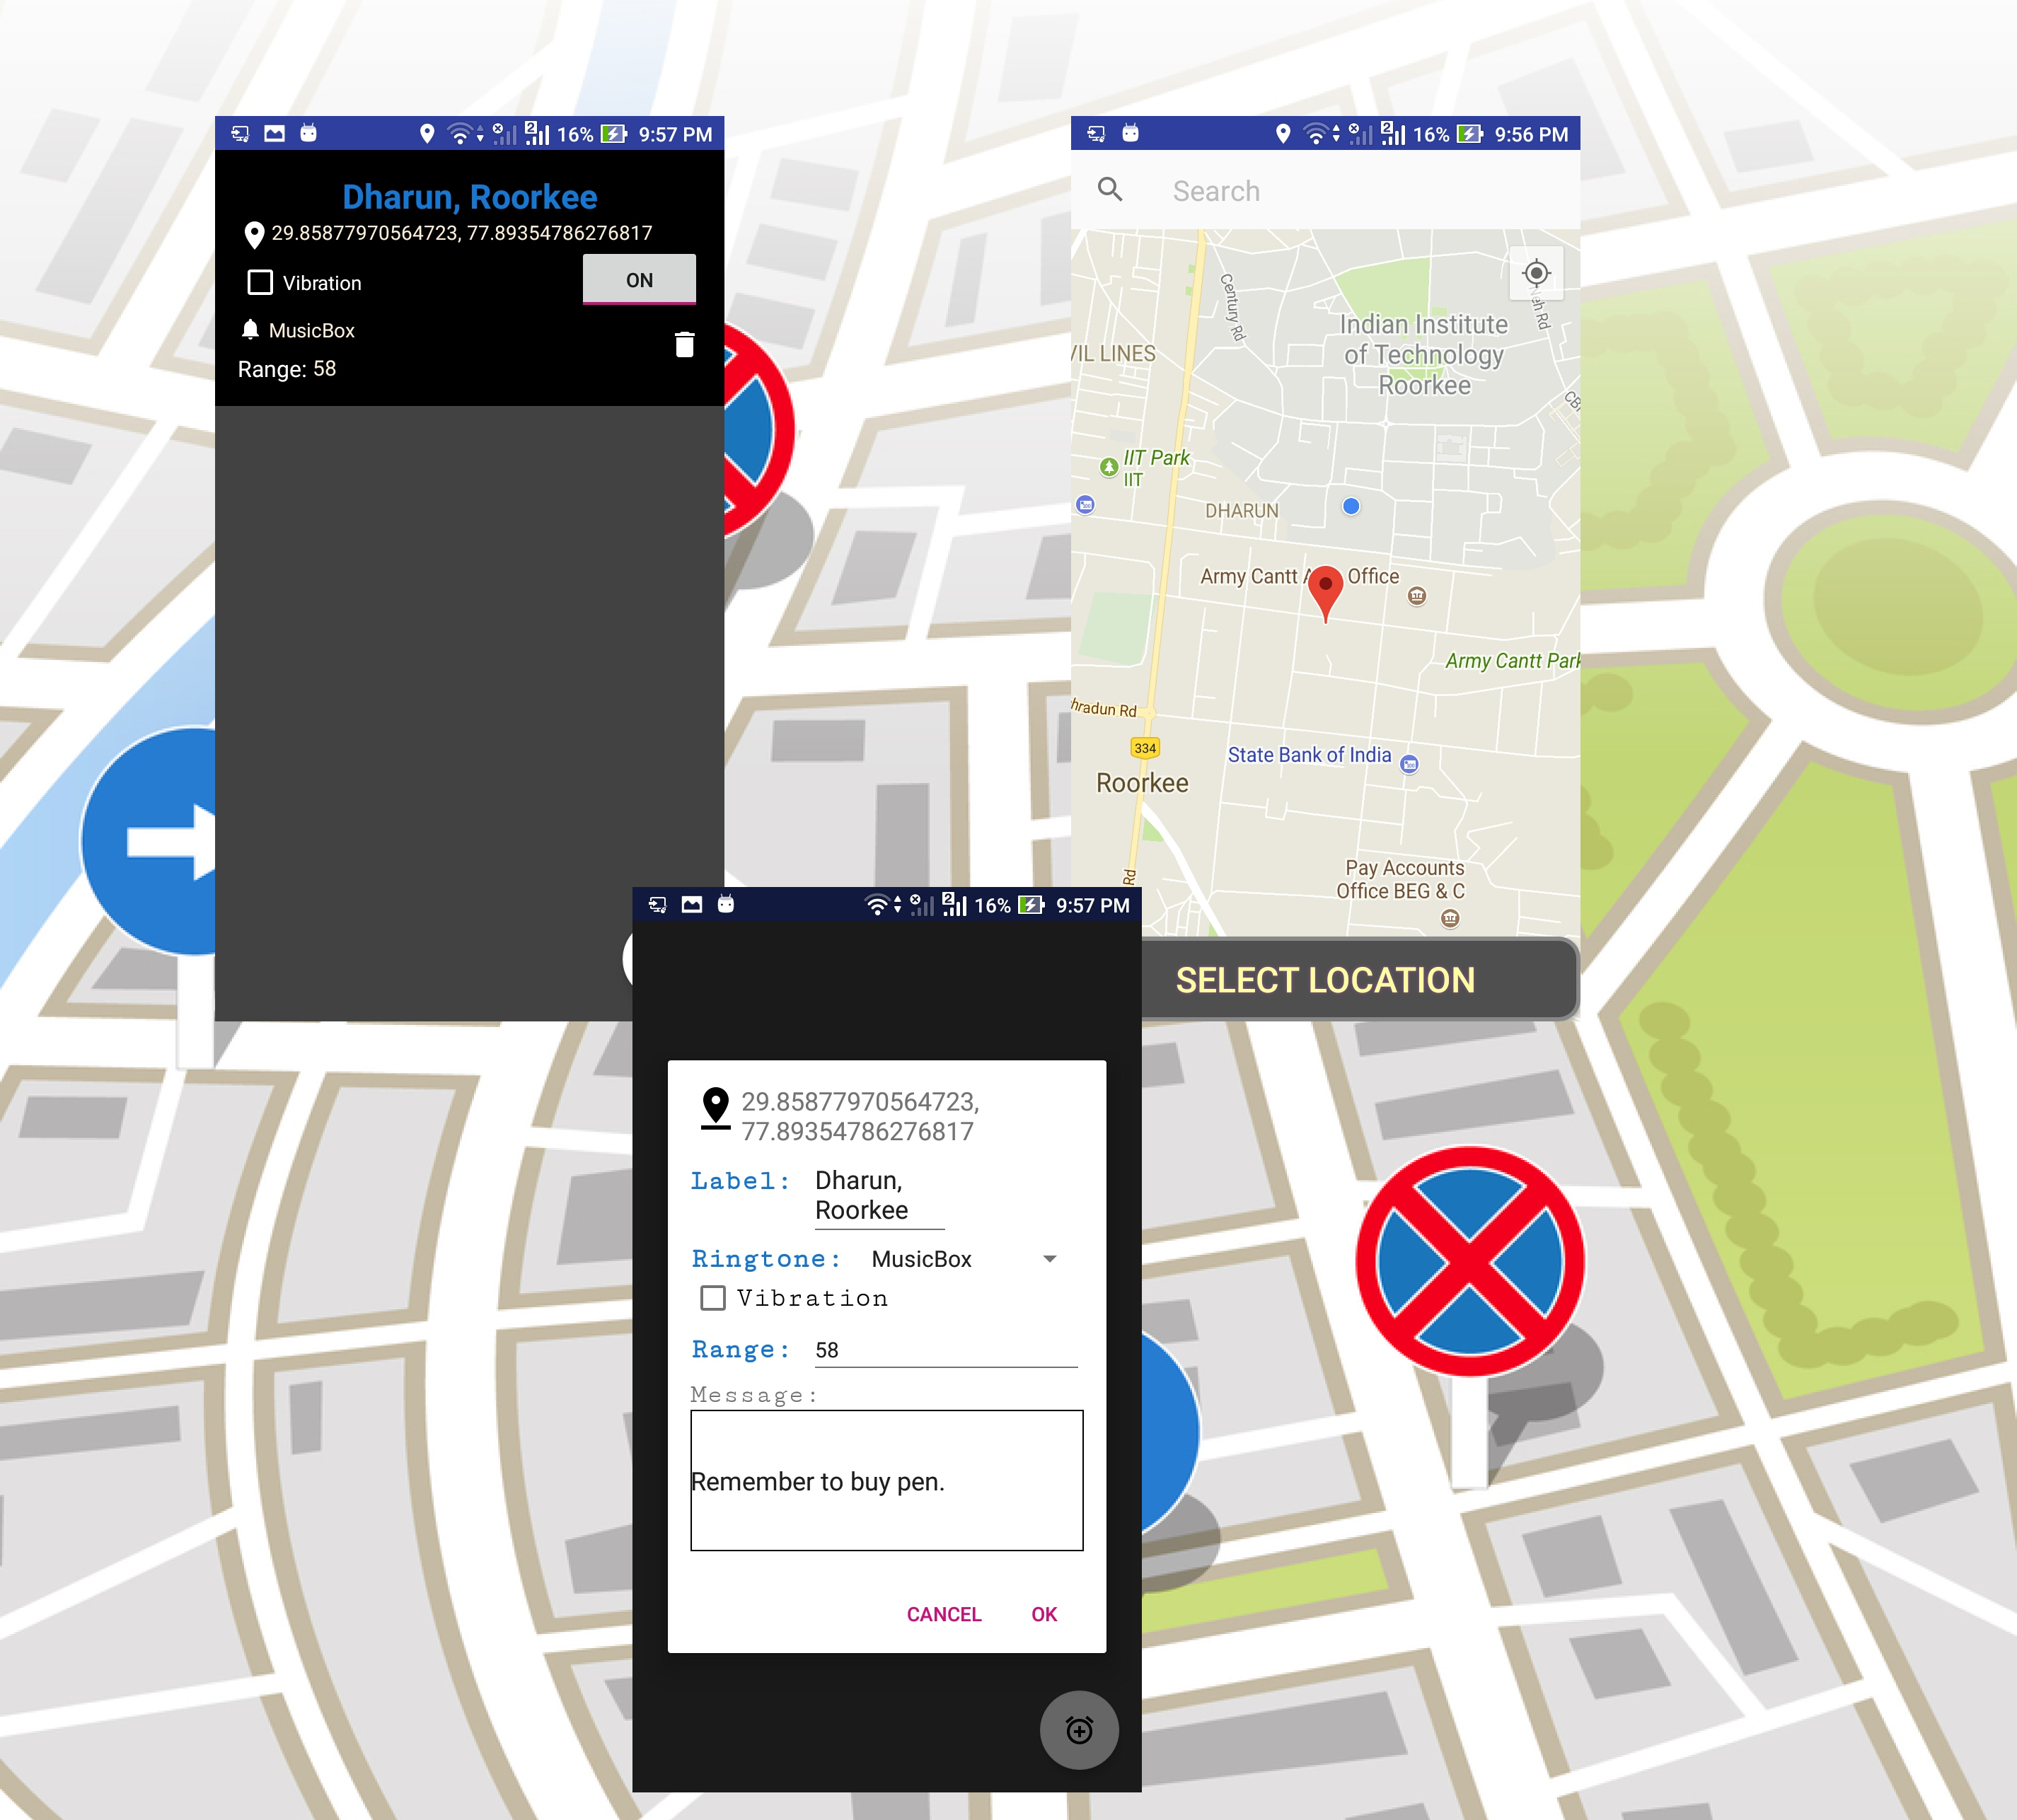 16% 9:57 PM
Dharun, Roorkee
29.85877970564723, 77.89354786276817
Vibration
ON
MusicBox
Range: 58
2
16% 9:56 PM
Search
Century Rd
Indian Institute
of Technology
Roorkee
VIL LINES
IIT Park
IIT
DHARUN
Army Cantt
Office
Army Cantt Park
hradun Rd
334
State Bank of India
Roorkee
Pay Accounts
Office BEG & C
Rd
SELECT LOCATION
2
16% 9:57 PM
29.85877970564723,
77.89354786276817
Label: Dharun,
Roorkee
Ringtone: MusicBox
Vibration
Range: 58
Message:
Remember to buy pen.
CANCEL OK